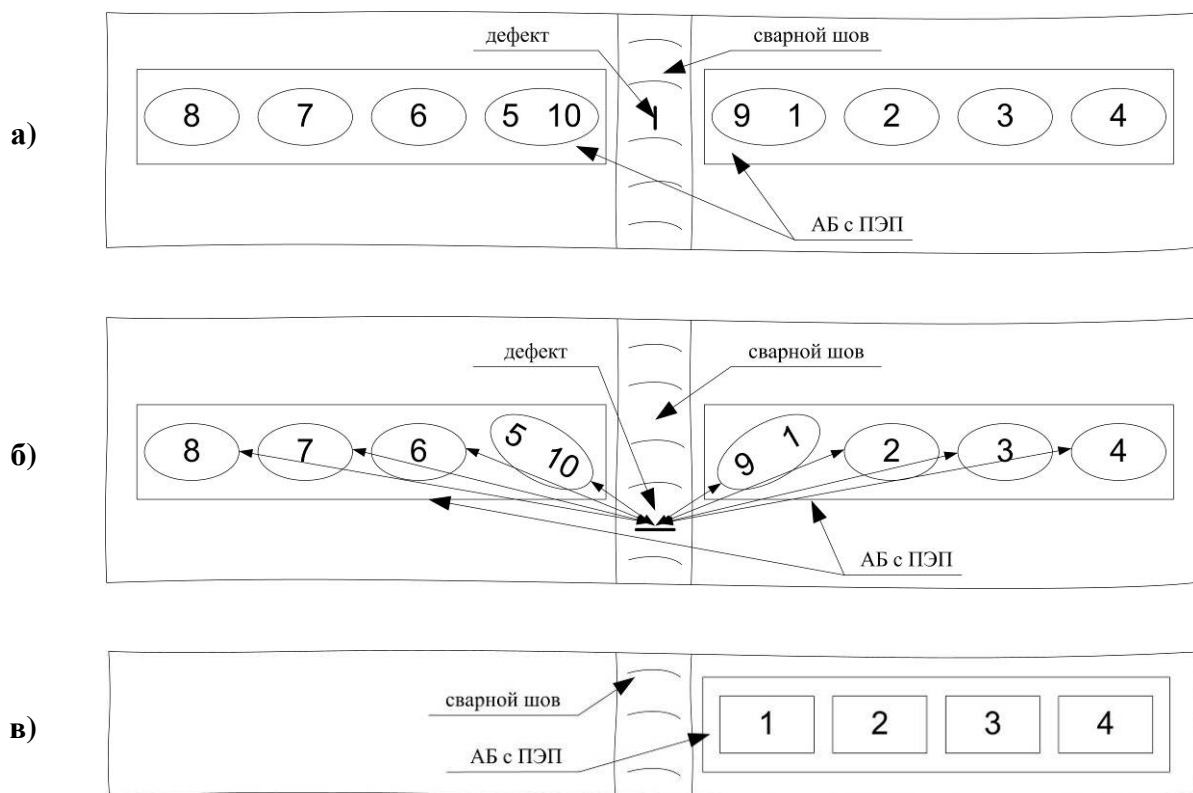 дефект
сварной шов
а)
8 7 6 5 10 9 1 2 3 4
АБ с ПЭП
дефект
сварной шов
б)
8 7 6 5 10 9 1 2 3 4
АБ с ПЭП
сварной шов
в)
1 2 3 4
АБ с ПЭП